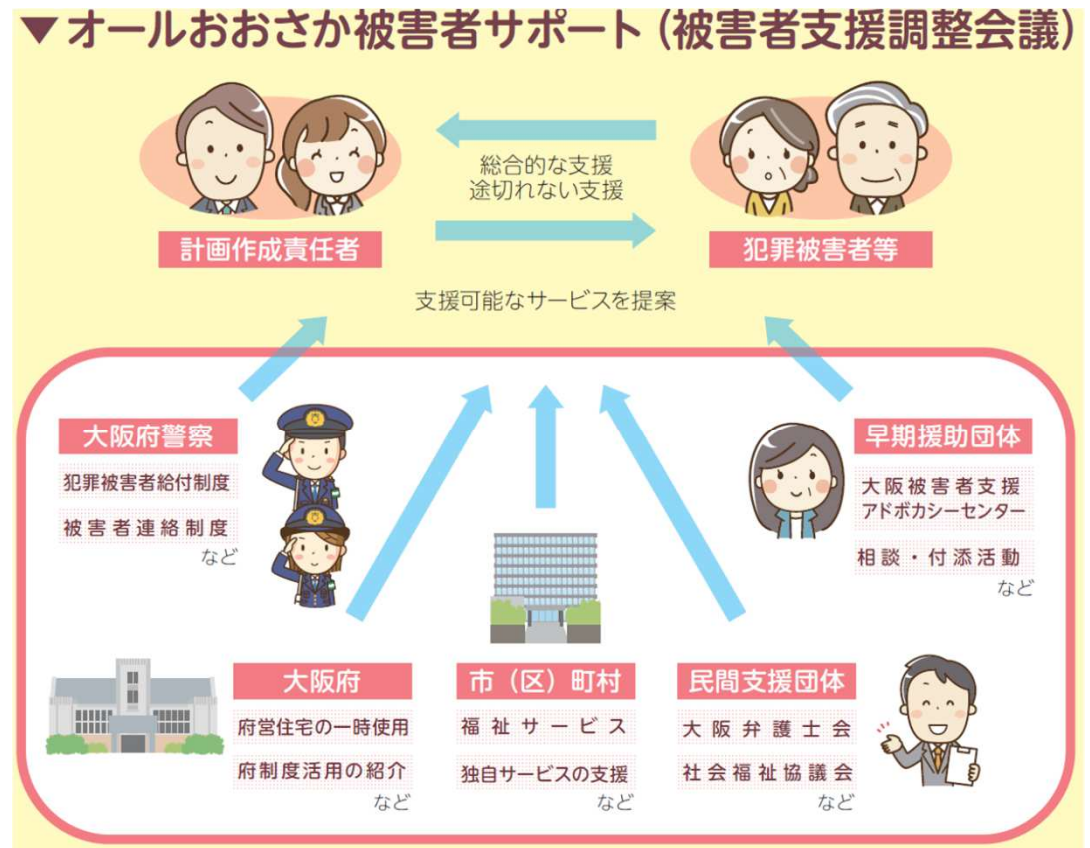 ▼オールおおさか被害者サポート(被害者支援調整会議)
総合的な支援
途切れない支援
計画作成責任者
犯罪被害者等
支援可能なサービスを提案
大阪府警察
犯罪被害者給付制度
被害者連絡制度
など
早期援助団体
大阪被害者支援
アドボカシーセンター
相談・付添活動
など
大阪府
府営住宅の一時使用
府制度活用の紹介
など
市(区)町村
福祉サービス
独自サービスの支援
など
民間支援団体
大阪弁護士会
社会福祉協議会
など